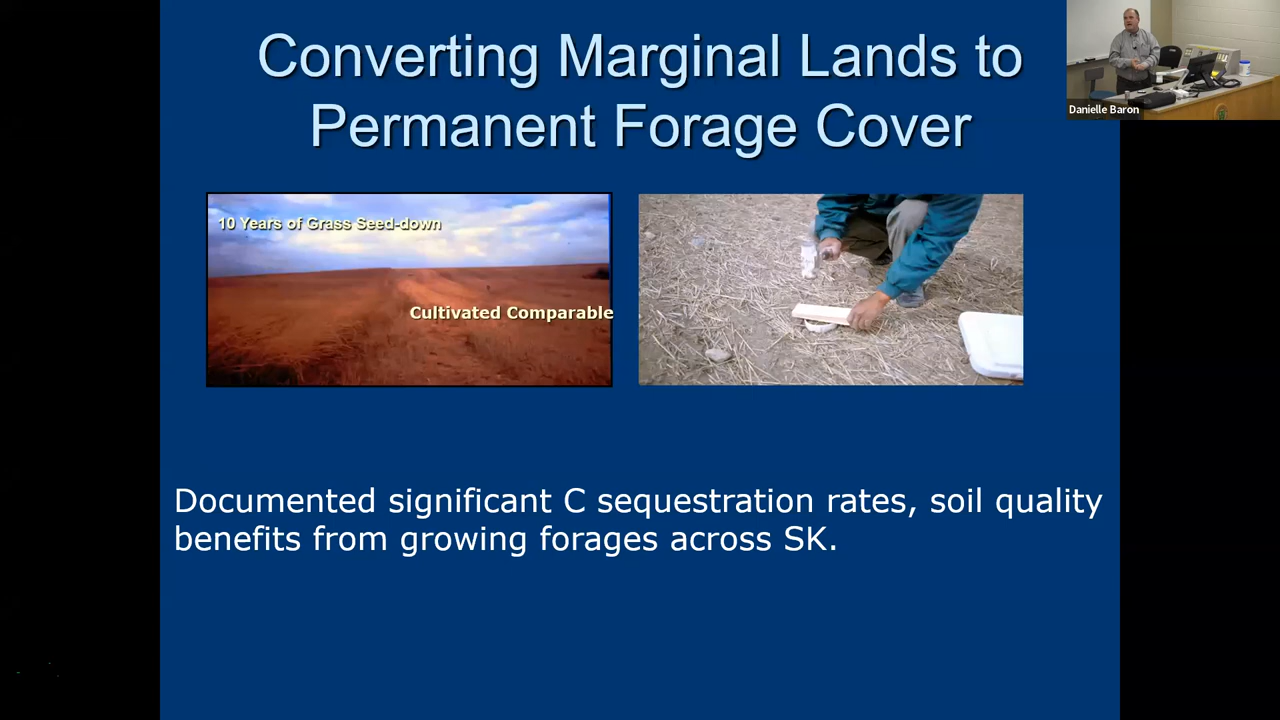 Converting Marginal Lands to
Permanent Forage Cover
Danielle Baron
10 Years of Grass Seed-down
Cultivated Comparable
Documented significant C sequestration rates, soil quality
benefits from growing forages across SK.